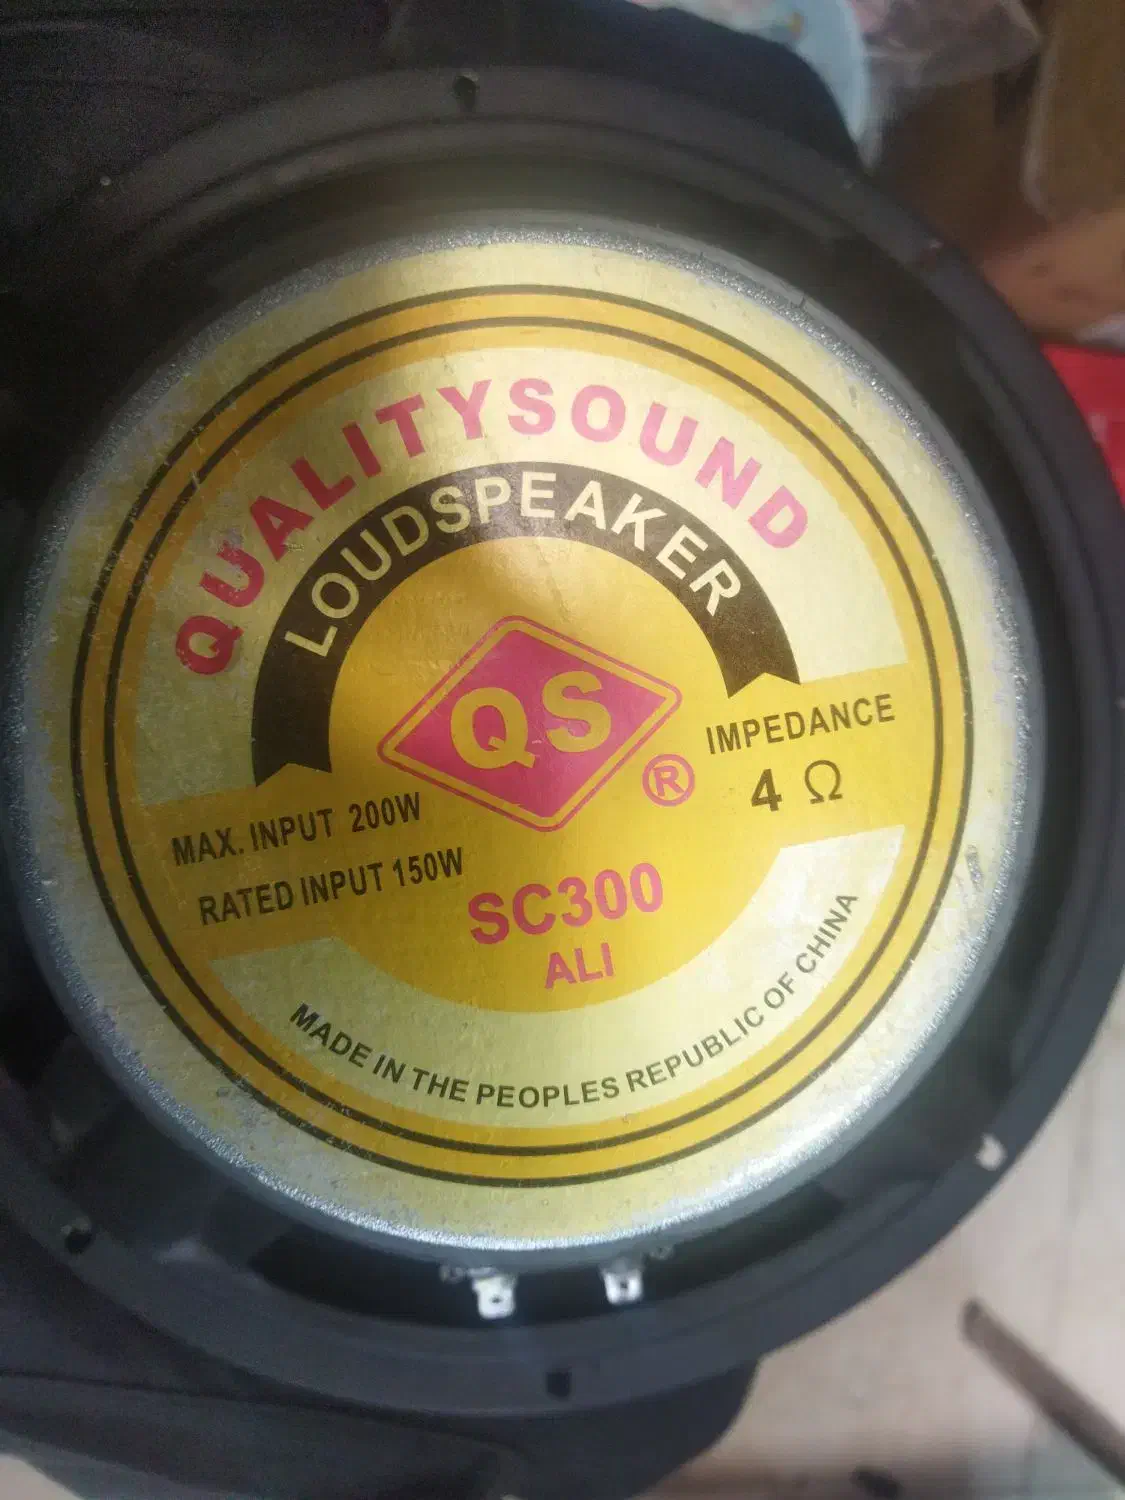 QUALITYSOUND
LOUDSPEAKER
QS
®
IMPEDANCE
4 Ω
MAX. INPUT 200W
RATED INPUT 150W
SC300
ALI
MADE IN THE PEOPLES REPUBLIC OF CHINA